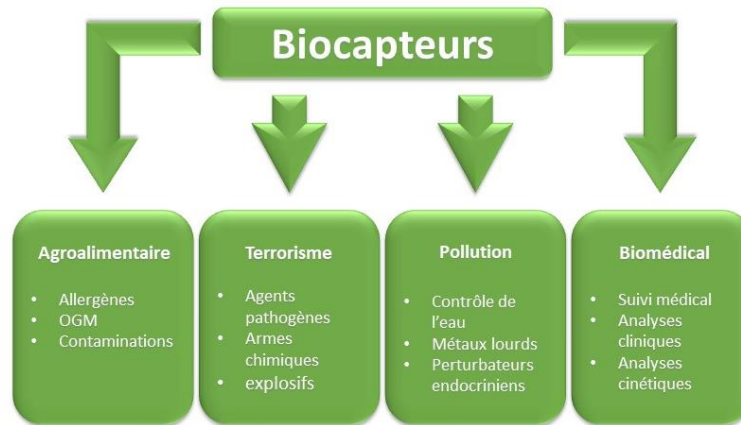 Biocapteurs
Agroalimentaire
• Allergènes
• OGM
• Contaminations
Terrorisme
• Agents
pathogènes
• Armes
chimiques
• explosifs
Pollution
• Contrôle de
l'eau
• Métaux lourds
• Perturbateurs
endocriniens
Biomédical
• Suivi médical
• Analyses
cliniques
• Analyses
cinétiques